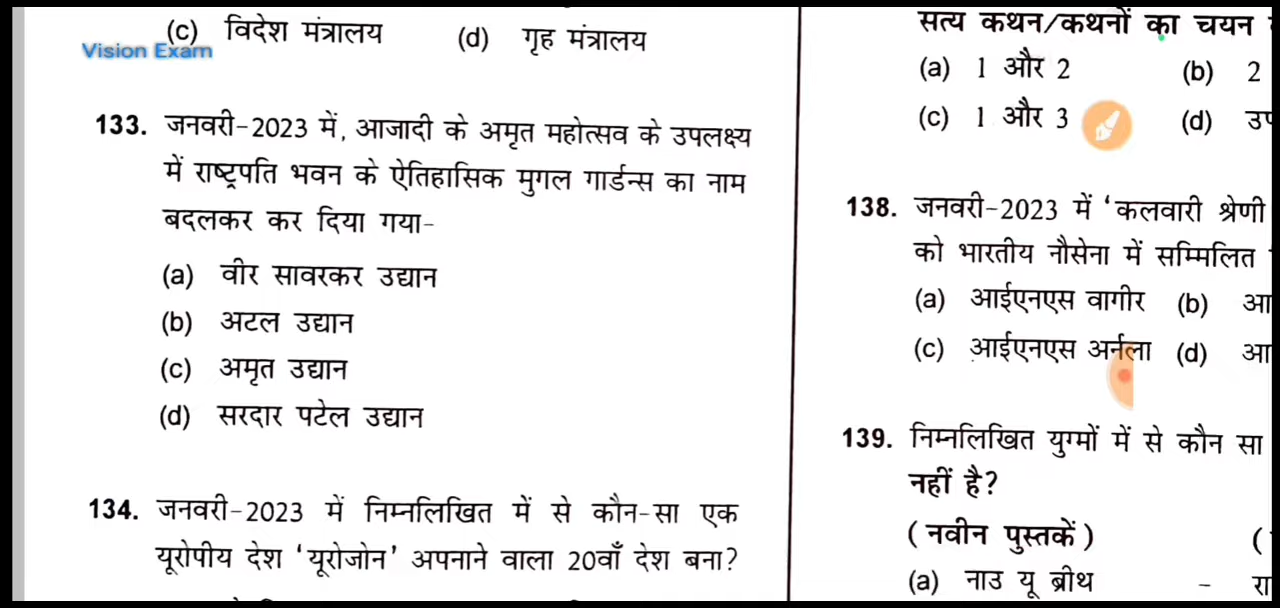 (c) विदेश मंत्रालय (d) गृह मंत्रालय
Vision Exam
133. जनवरी-2023 में, आजादी के अमृत महोत्सव के उपलक्ष्य
में राष्ट्रपति भवन के ऐतिहासिक मुगल गार्डन्स का नाम
बदलकर कर दिया गया-
(a) वीर सावरकर उद्यान
(b) अटल उद्यान
(c) अमृत उद्यान
(d) सरदार पटेल उद्यान
134. जनवरी-2023 में निम्नलिखित में से कौन-सा एक
यूरोपीय देश 'यूरोजोन' अपनाने वाला 20वाँ देश बना?
सत्य कथन/कथनों का चयन
(a) 1 और 2 (b) 2
(c) 1 और 3 (d)
138. जनवरी-2023 में 'कलवारी श्रेणी
को भारतीय नौसेना में सम्मिलित
(a) आईएनएस वागीर (b)
(c) आईएनएस अर्नला (d)
139. निम्नलिखित युग्मों में से कौन सा
नहीं है?
(नवीन पुस्तकें) (
(a) नाउ यू ब्रीथ -